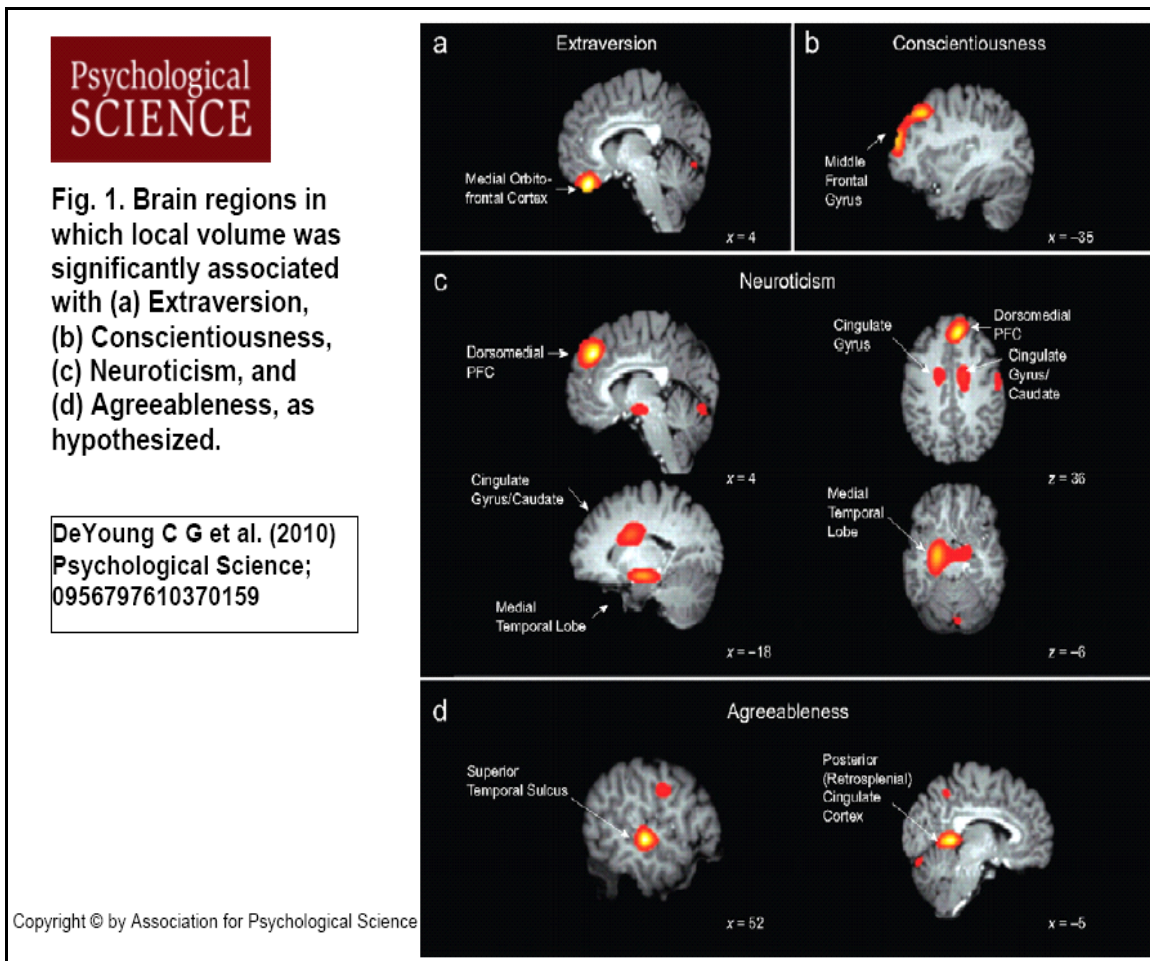 Psychological
SCIENCE
Fig. 1. Brain regions in
which local volume was
significantly associated
with (a) Extraversion,
(b) Conscientiousness,
(c) Neuroticism, and
(d) Agreeableness, as
hypothesized.
DeYoung C G et al. (2010)
Psychological Science;
0956797610370159
Copyright © by Association for Psychological Science
a
Extraversion
Medial Orbito-
frontal Cortex
x = 4
b
Conscientiousness
Middle
Frontal
Gyrus
x = –35
c
Neuroticism
Dorsomedial
PFC
x = 4
Cingulate
Gyrus
Dorsomedial
PFC
Cingulate
Gyrus/
Caudate
z = 36
Cingulate
Gyrus/Caudate
Medial
Temporal Lobe
x = –18
Medial
Temporal
Lobe
z = –6
d
Agreeableness
Superior
Temporal Sulcus
x = 52
Posterior
(Retrosplenial)
Cingulate
Cortex
x = –5